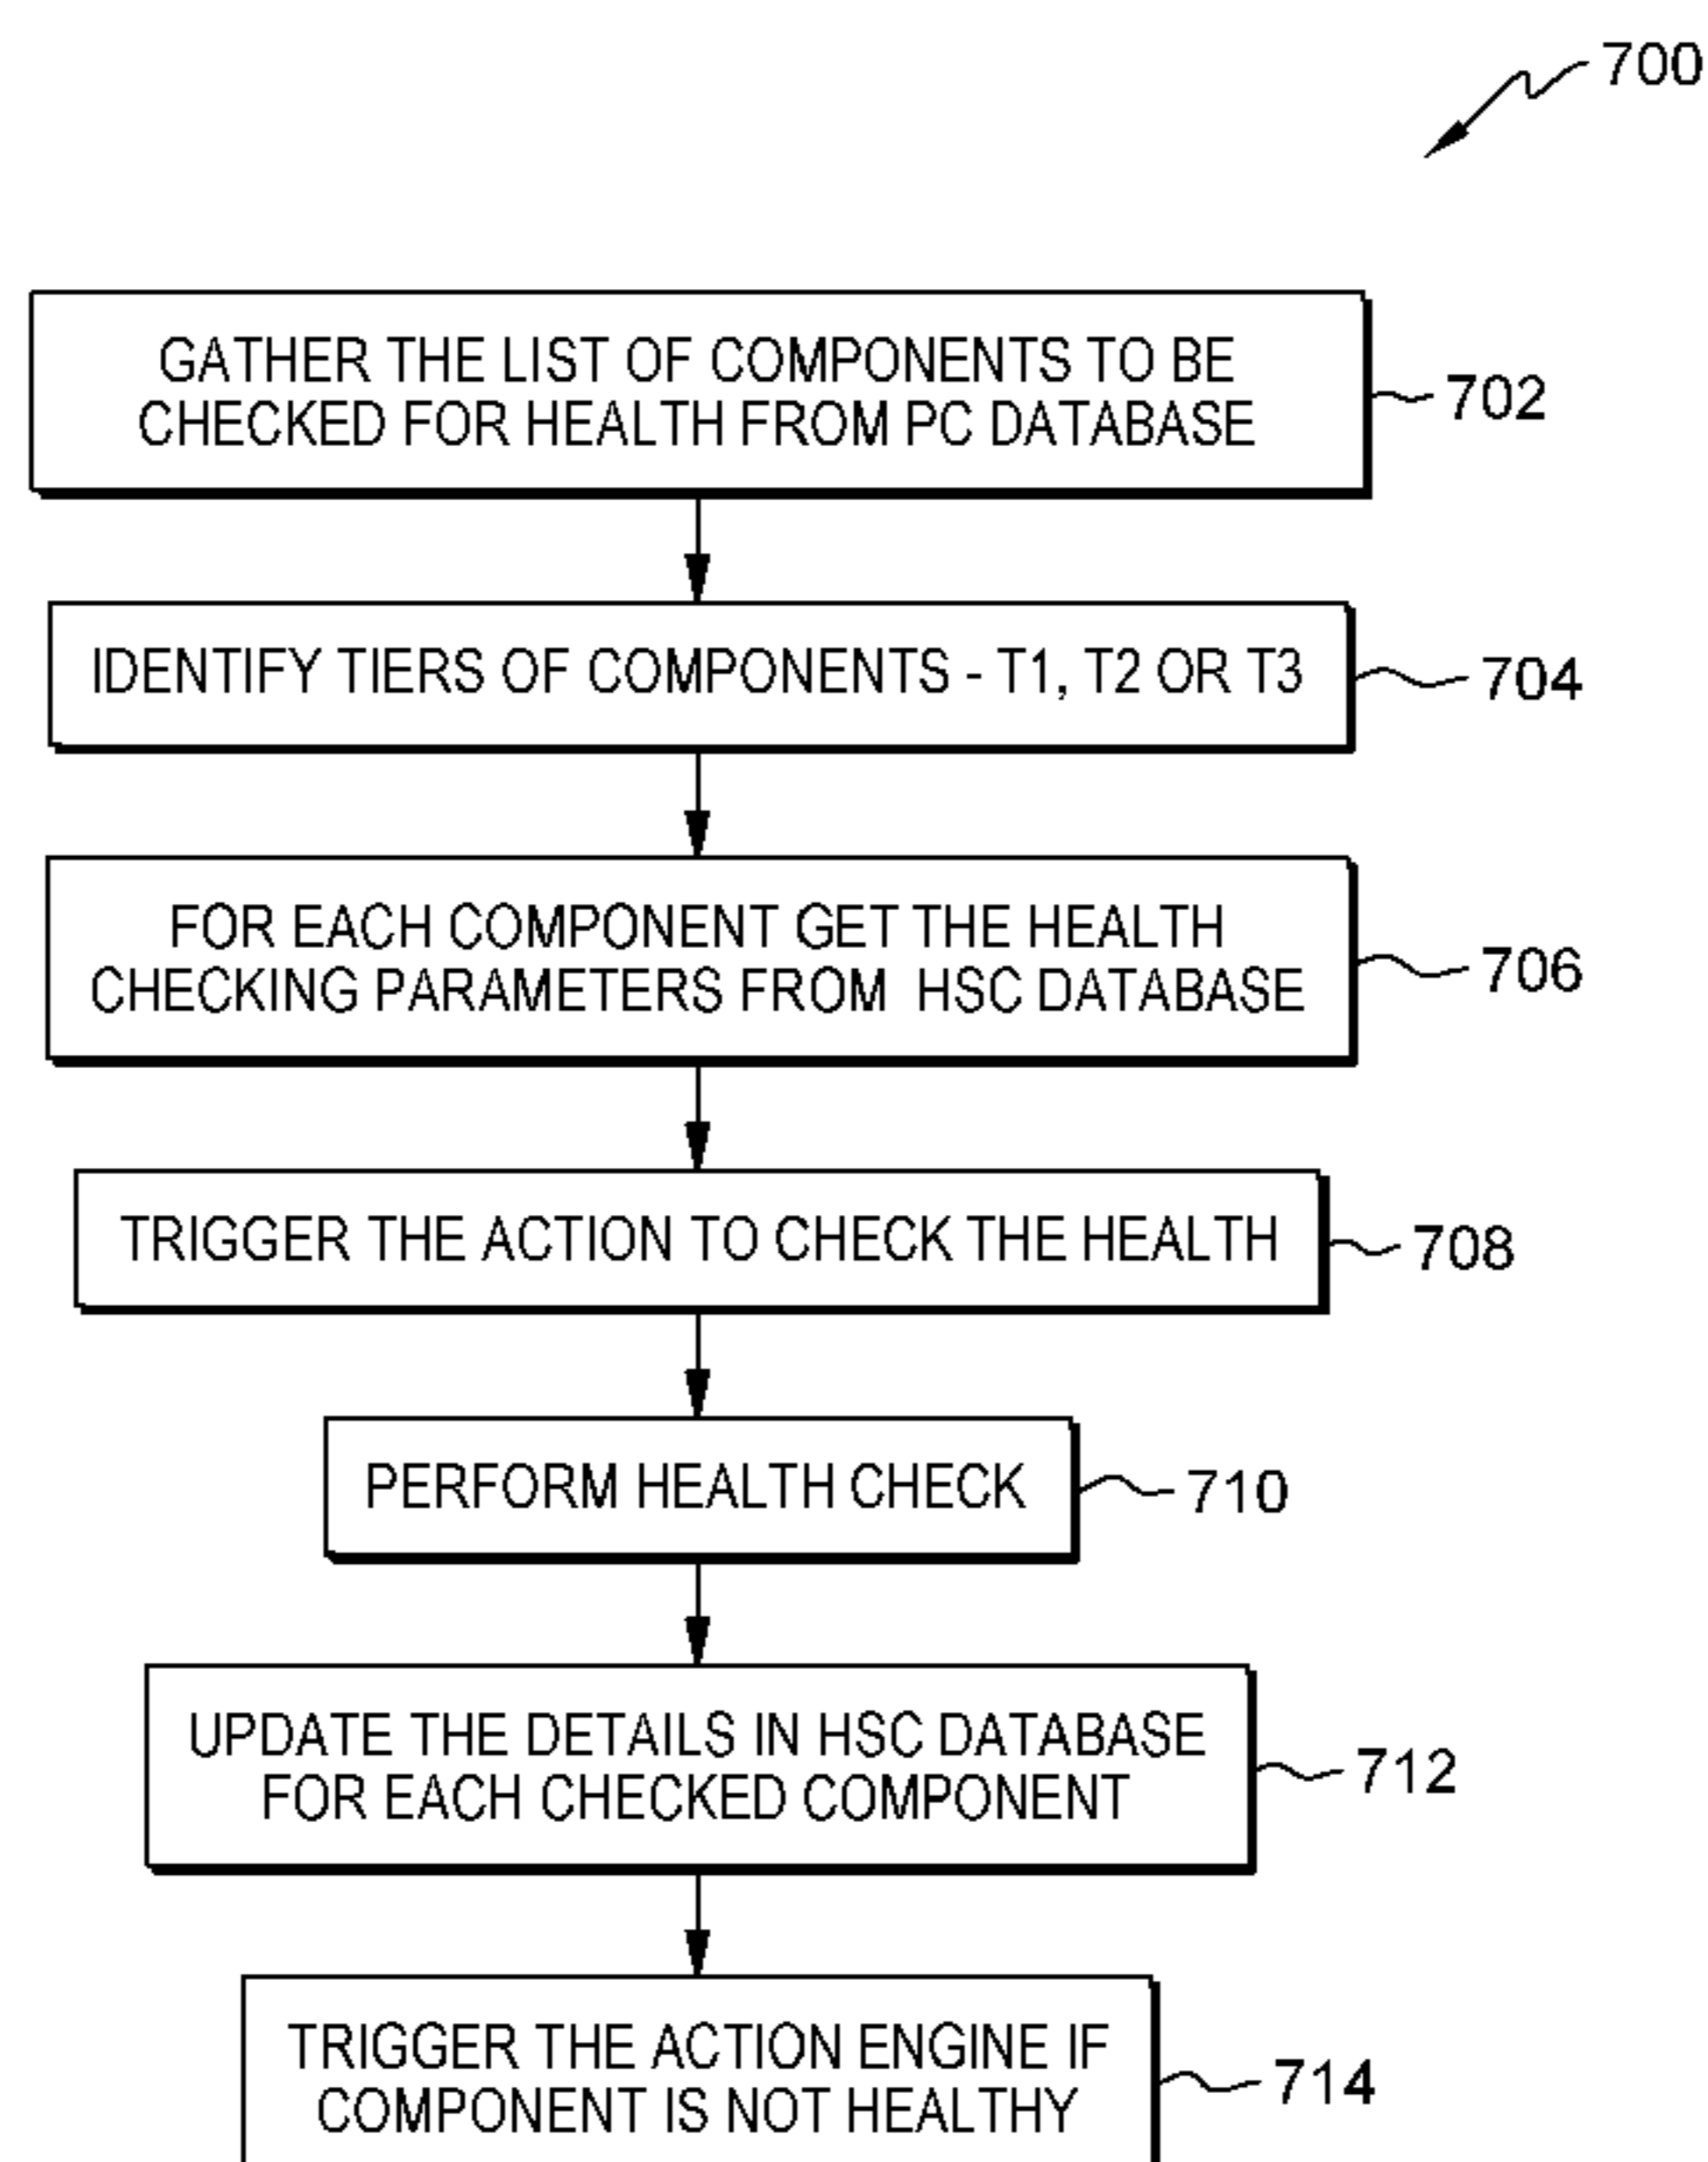 700
GATHER THE LIST OF COMPONENTS TO BE
CHECKED FOR HEALTH FROM PC DATABASE
702
IDENTIFY TIERS OF COMPONENTS - T1, T2 OR T3
704
FOR EACH COMPONENT GET THE HEALTH
CHECKING PARAMETERS FROM HSC DATABASE
706
TRIGGER THE ACTION TO CHECK THE HEALTH
708
PERFORM HEALTH CHECK
710
UPDATE THE DETAILS IN HSC DATABASE
FOR EACH CHECKED COMPONENT
712
TRIGGER THE ACTION ENGINE IF
COMPONENT IS NOT HEALTHY
714